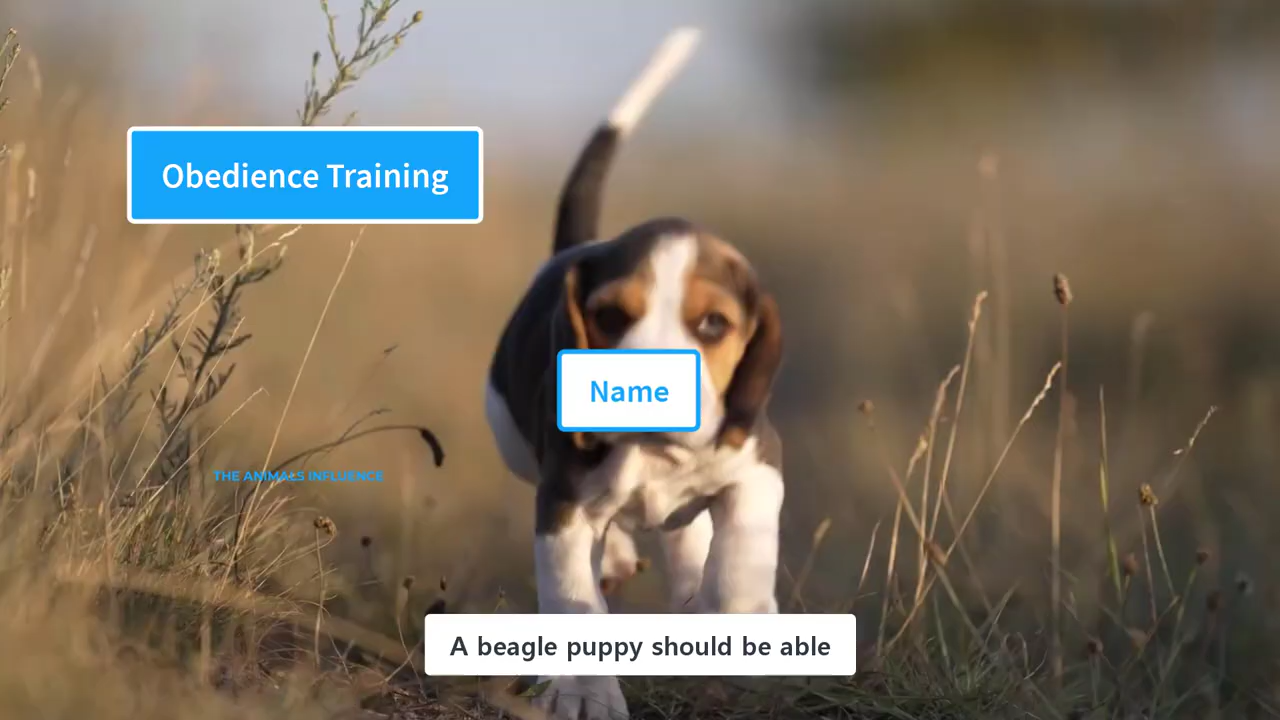 Obedience Training
Name
THE ANIMALS INFLUENCE
A beagle puppy should be able